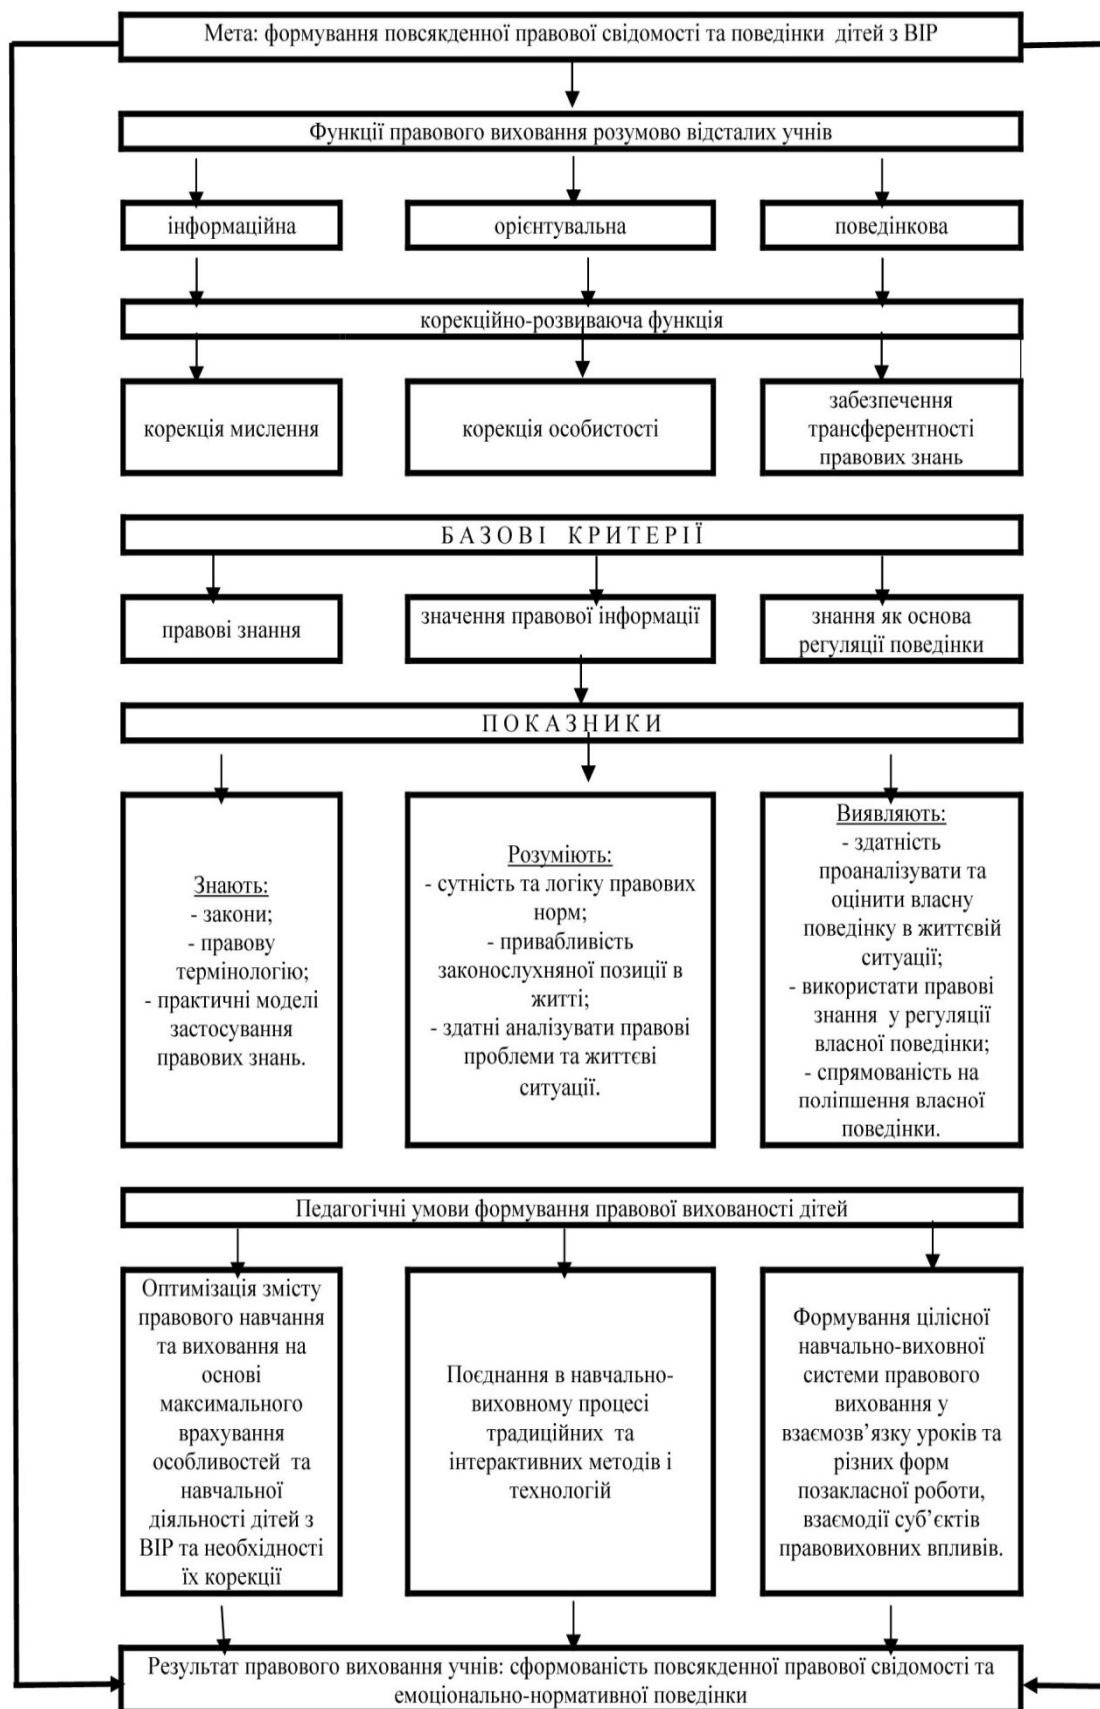 Мета: формування повсякденної правової свідомості та поведінки дітей з ВІР
Функції правового виховання розумово відсталих учнів
інформаційна
орієнтувальна
поведінкова
корекційно-розвиваюча функція
корекція мислення
корекція особистості
забезпечення
трансферентності
правових знань
Б А З О В І К Р И Т Е Р І Ї
правові знання
значення правової інформації
знання як основа
регуляції поведінки
П О К А З Н И К И
Знають:
- закони;
- правову
термінологію;
- практичні моделі
застосування
правових знань.
Розуміють:
- сутність та логіку правових
норм;
- привабливість
законослухняної позиції в
житті;
- здатні аналізувати правові
проблеми та життєві
ситуації.
Виявляють:
- здатність
проаналізувати та
оцінити власну
поведінку в життєвій
ситуації;
- використати правові
знання у регуляції
власної поведінки;
- спрямованість на
поліпшення власної
поведінки.
Педагогічні умови формування правової вихованості дітей
Оптимізація змісту
правового навчання
та виховання на
основі
максимального
врахування
особливостей та
навчальної
діяльності дітей з
ВІР та необхідності
їх корекції
Поєднання в навчально-
виховному процесі
традиційних та
інтерактивних методів і
технологій
Формування цілісної
навчально-виховної
системи правового
виховання у
взаємозв’язку уроків та
різних форм
позакласної роботи,
взаємодії суб’єктів
правовиховних впливів.
Результат правового виховання учнів: сформованість повсякденної правової свідомості та
емоціонально-нормативної поведінки